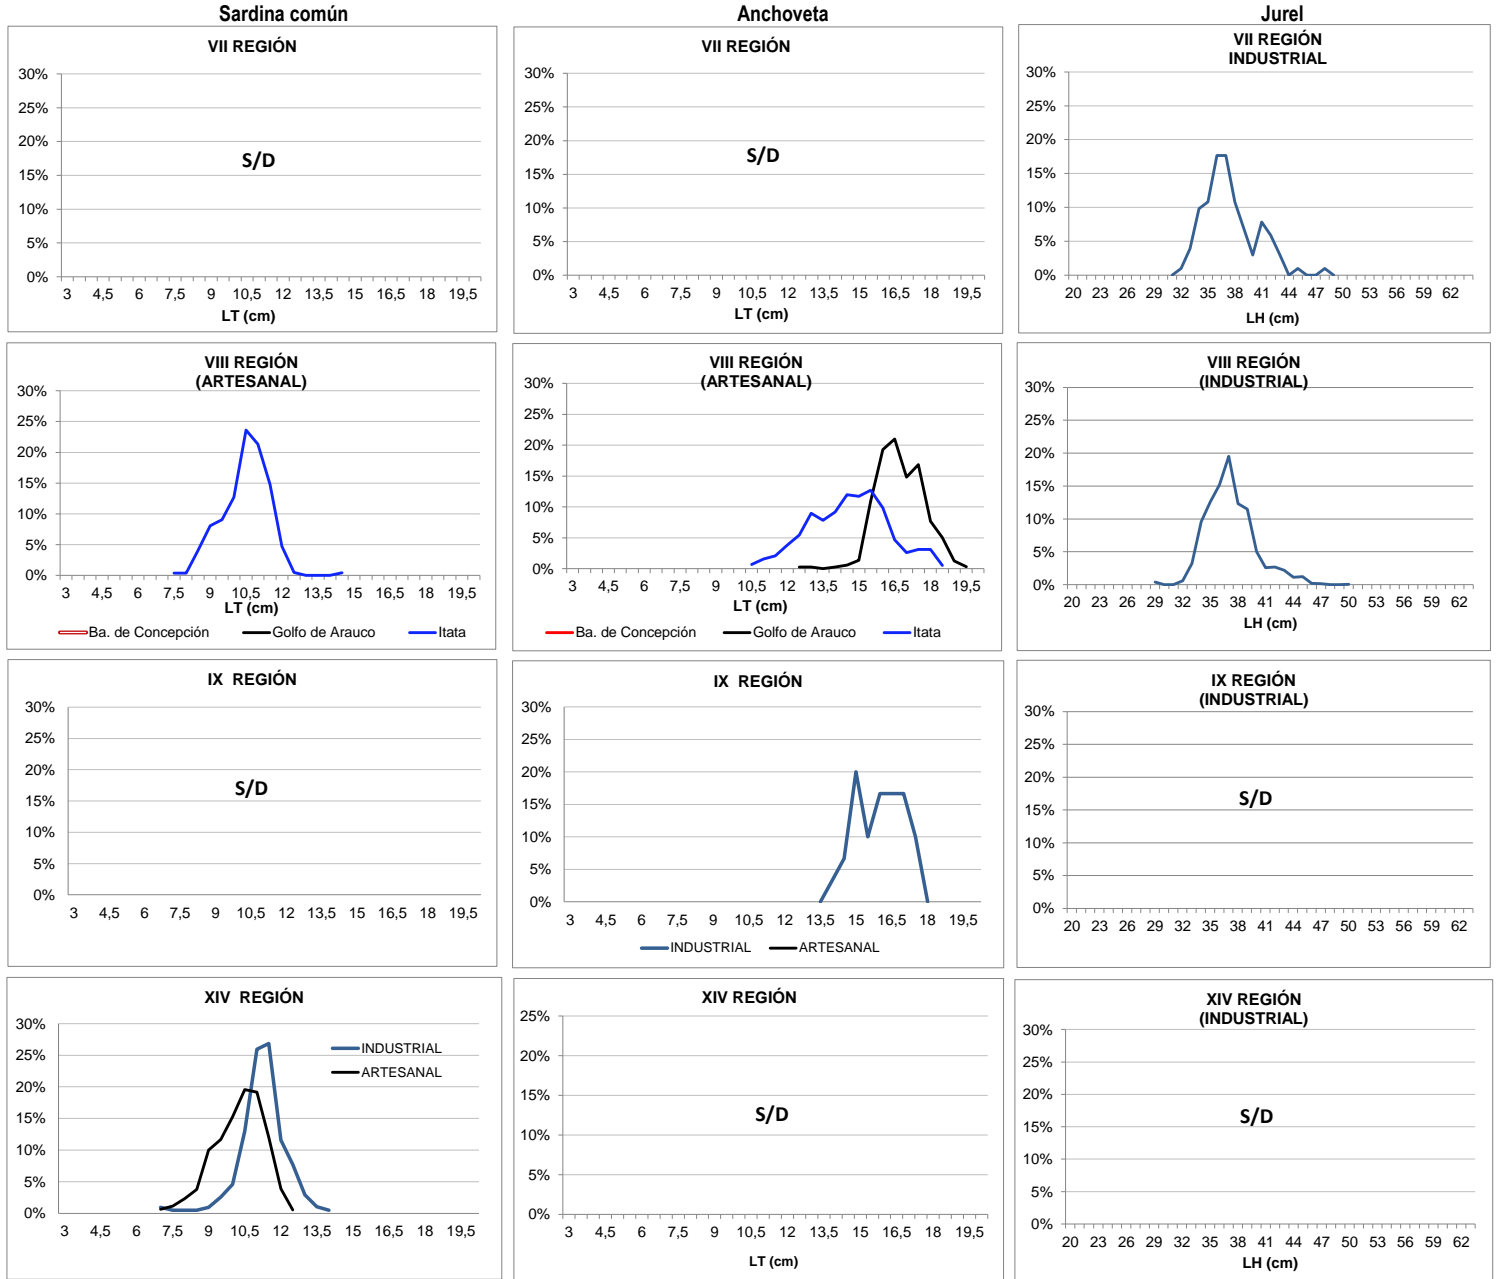 Sardina común
Anchoveta
Jurel
VII REGIÓN
30%
25%
20%
15%
10%
5%
0%
S/D
3 4,5 6 7,5 9 10,5 12 13,5 15 16,5 18 19,5
LT (cm)
VII REGIÓN
30%
25%
20%
15%
10%
5%
0%
S/D
3 4,5 6 7,5 9 10,5 12 13,5 15 16,5 18 19,5
LT (cm)
VII REGIÓN
INDUSTRIAL
30%
25%
20%
15%
10%
5%
0%
20 23 26 29 32 35 38 41 44 47 50 53 56 59 62
LH (cm)
VIII REGIÓN
(ARTESANAL)
30%
25%
20%
15%
10%
5%
0%
3 4,5 6 7,5 9 10,5 12 13,5 15 16,5 18 19,5
LT (cm)
Ba. de Concepción Golfo de Arauco Itata
VIII REGIÓN
(ARTESANAL)
30%
25%
20%
15%
10%
5%
0%
3 4,5 6 7,5 9 10,5 12 13,5 15 16,5 18 19,5
LT (cm)
Ba. de Concepción Golfo de Arauco Itata
VIII REGIÓN
(INDUSTRIAL)
30%
25%
20%
15%
10%
5%
0%
20 23 26 29 32 35 38 41 44 47 50 53 56 59 62
LH (cm)
IX REGIÓN
30%
25%
20%
15%
10%
5%
0%
S/D
3 4,5 6 7,5 9 10,5 12 13,5 15 16,5 18 19,5
IX REGIÓN
30%
25%
20%
15%
10%
5%
0%
3 4,5 6 7,5 9 10,5 12 13,5 15 16,5 18 19,5
INDUSTRIAL ARTESANAL
IX REGIÓN
(INDUSTRIAL)
30%
25%
20%
15%
10%
5%
0%
S/D
20 23 26 29 32 35 38 41 44 47 50 53 56 59 62
XIV REGIÓN
30%
25%
20%
15%
10%
5%
0%
INDUSTRIAL
ARTESANAL
3 4,5 6 7,5 9 10,5 12 13,5 15 16,5 18 19,5
XIV REGIÓN
25%
20%
15%
10%
5%
0%
S/D
3 4,5 6 7,5 9 10,5 12 13,5 15 16,5 18 19,5
LT (cm)
XIV REGIÓN
(INDUSTRIAL)
30%
25%
20%
15%
10%
5%
0%
S/D
20 23 26 29 32 35 38 41 44 47 50 53 56 59 62
LH (cm)